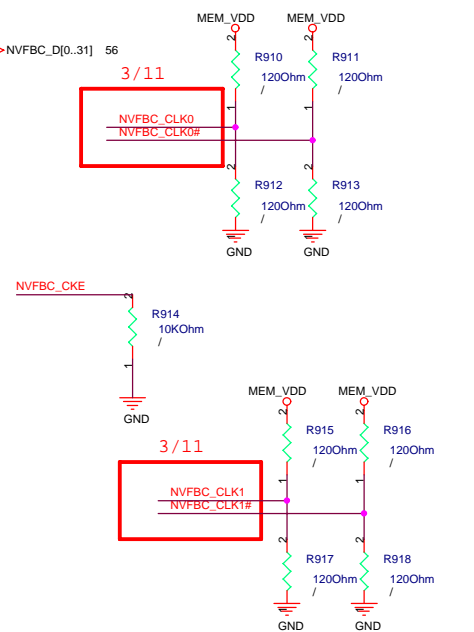 MEM_VDD MEM_VDD
NVFBC_D[0..31] 56
2 2
R910 R911
120Ohm 120Ohm
/ /
3/11
1 1
NVFBC_CLK0
NVFBC_CLK0#
2 2
R912 R913
120Ohm 120Ohm
/ /
1 1
GND GND
NVFBC_CKE
2
R914
10KOhm
/
1
GND
MEM_VDD MEM_VDD
2 2
R915 R916
120Ohm 120Ohm
/ /
3/11
1 1
NVFBC_CLK1
NVFBC_CLK1#
2 2
R917 R918
120Ohm 120Ohm
/ /
1 1
GND GND